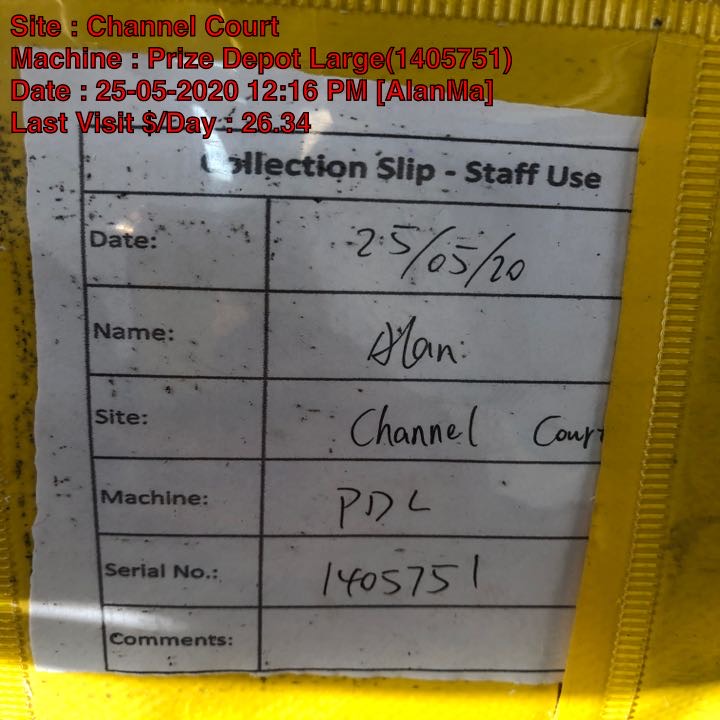 Site : Channel Court
Machine : Prize Depot Large(1405751)
Date : 25-05-2020 12:16 PM [AlanMa]
Last Visit $/Day : 26.34
Collection Slip - Staff Use
Date: 25/05/20
Name: Alan
Site: Channel Court
Machine: PDL
Serial No.: 1405751
Comments: